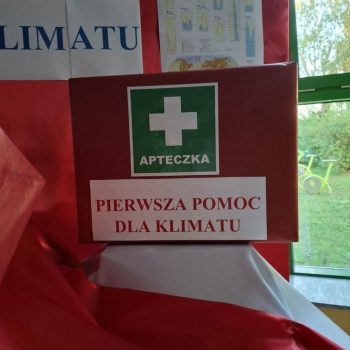 KLIMATU
APTECZKA
PIERWSZA POMOC
DLA KLIMATU